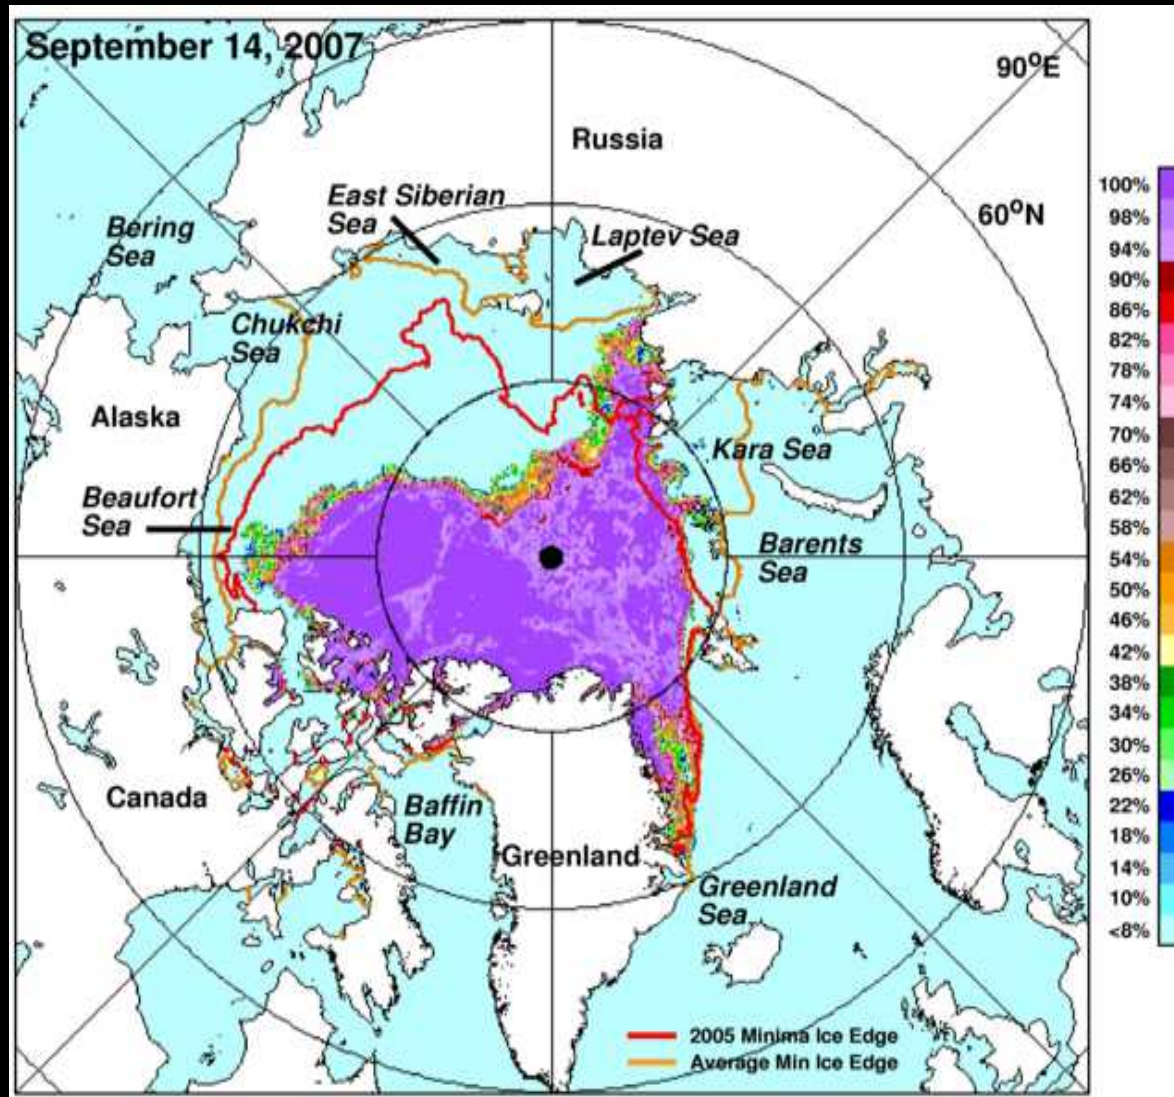 September 14, 2007
90°E
Russia
60°N
East Siberian
Sea
Laptev Sea
Bering
Sea
Chukchi
Sea
Alaska
Kara Sea
Beaufort
Sea
Barents
Sea
Canada
Baffin
Bay
Greenland
Greenland
Sea
2005 Minima Ice Edge
Average Min Ice Edge
100%
98%
94%
90%
86%
82%
78%
74%
70%
66%
62%
58%
54%
50%
46%
42%
38%
34%
30%
26%
22%
18%
14%
10%
<8%